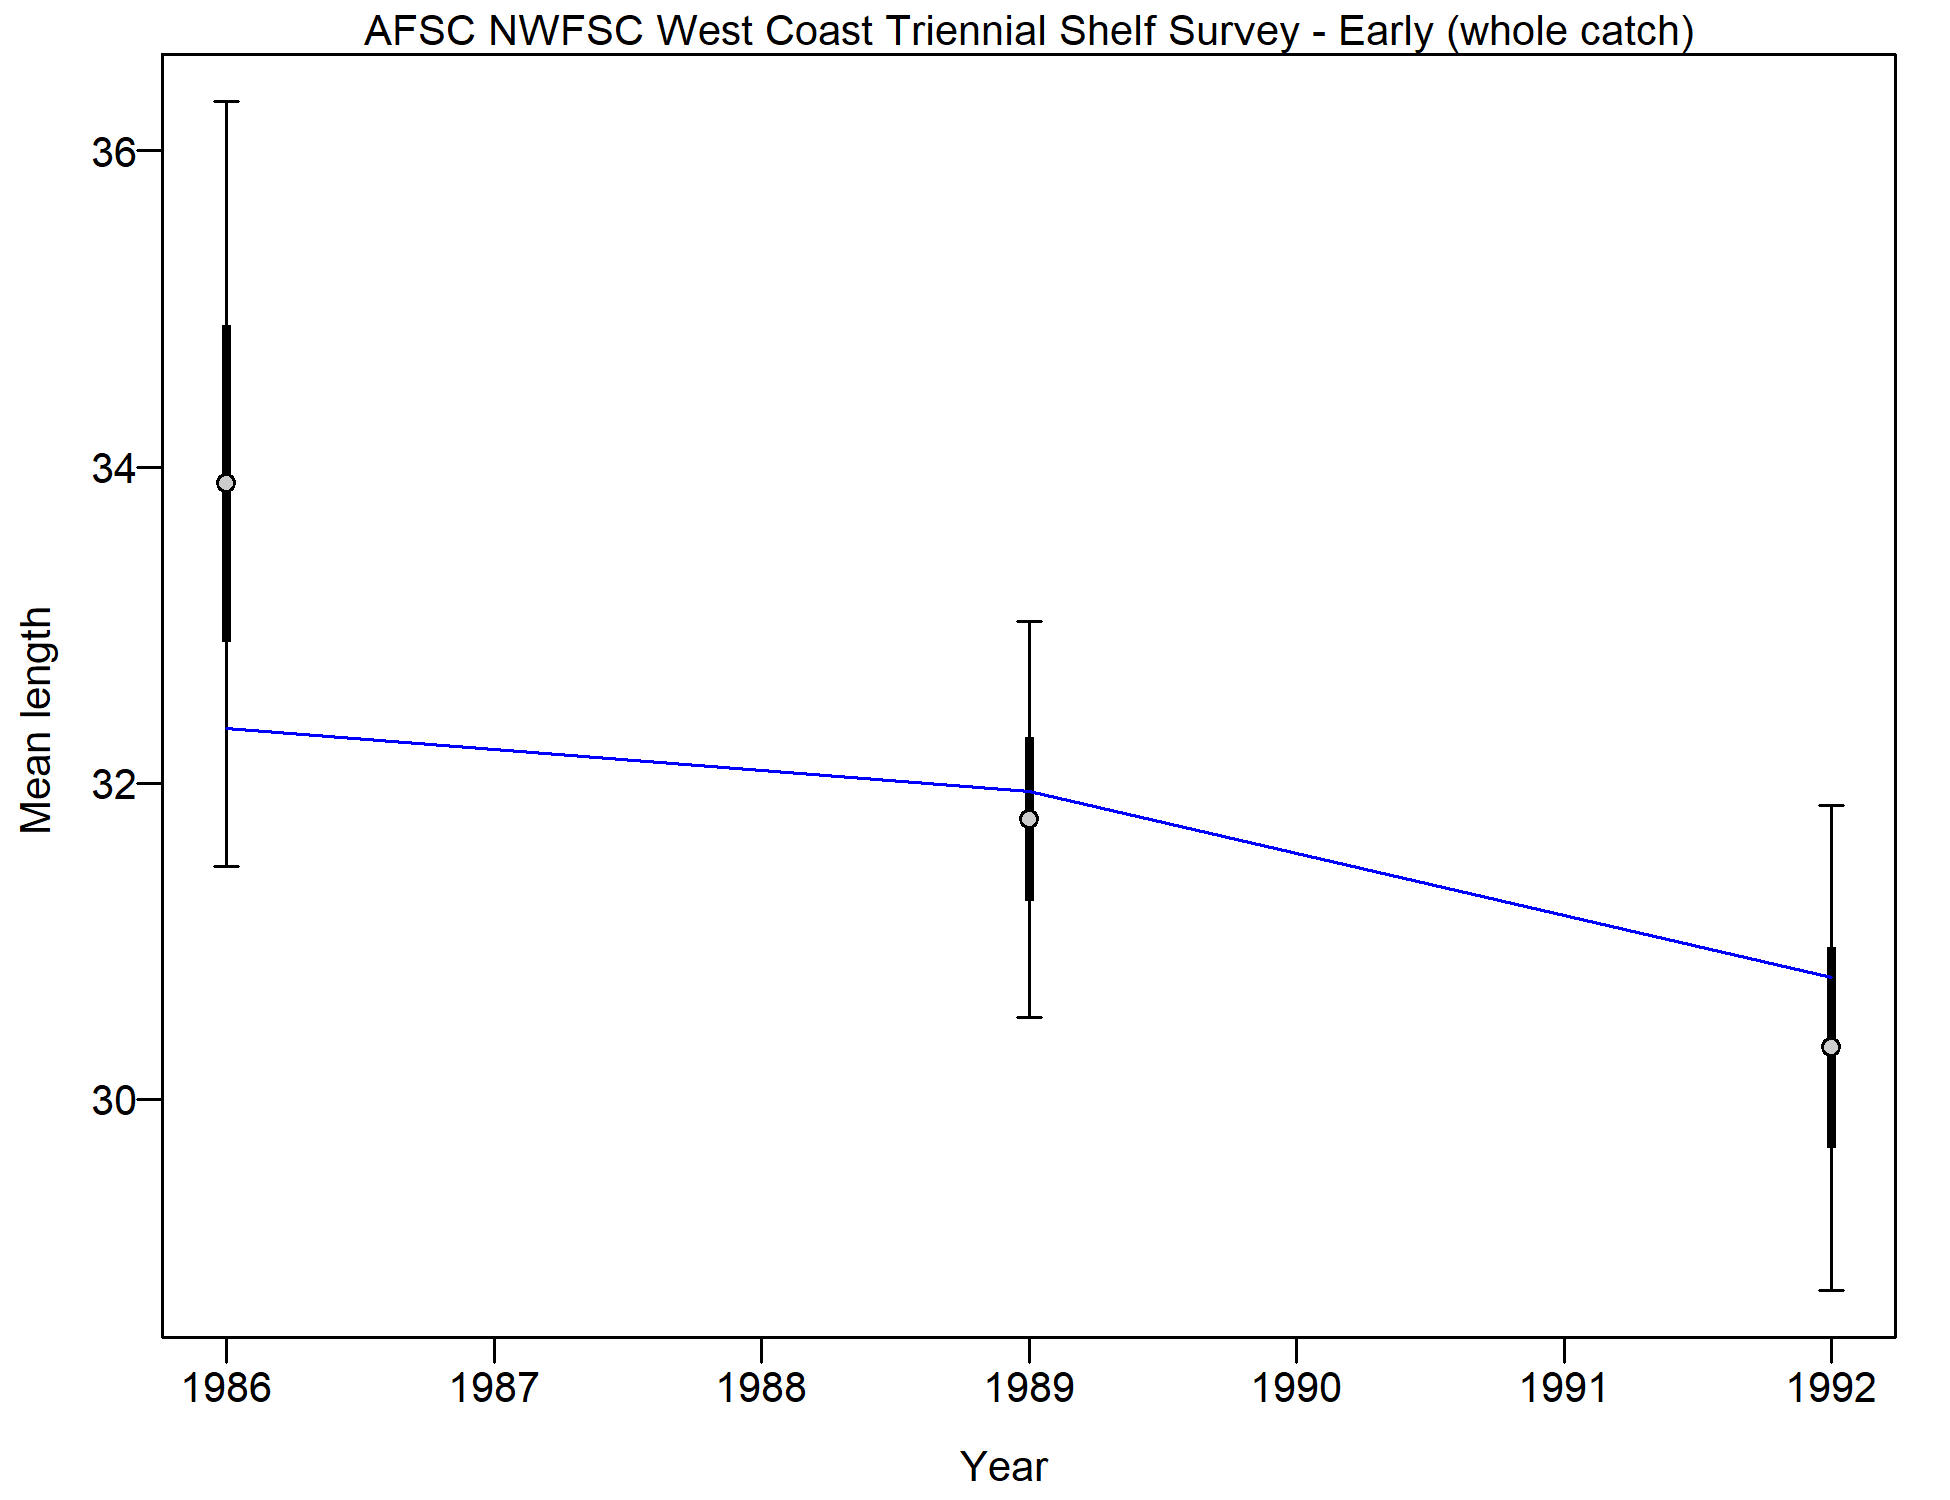 AFSC NWFSC West Coast Triennial Shelf Survey - Early (whole catch)
36
34
32
30
Mean length
1986 1987 1988 1989 1990 1991 1992
Year